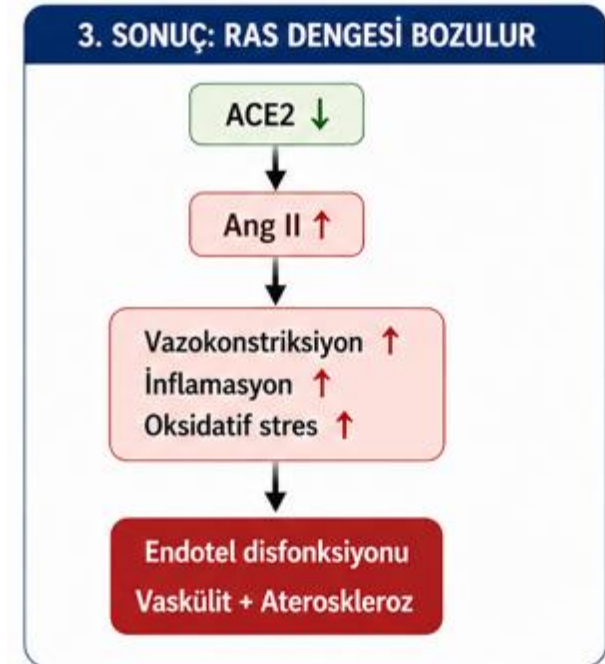 3. SONUÇ: RAS DENGESİ BOZULUR
ACE2 ↓
Ang II ↑
Vazokonstriksiyon ↑
İnflamasyon ↑
Oksidatif stres ↑
Endotel disfonksiyonu
Vaskülit + Ateroskleroz